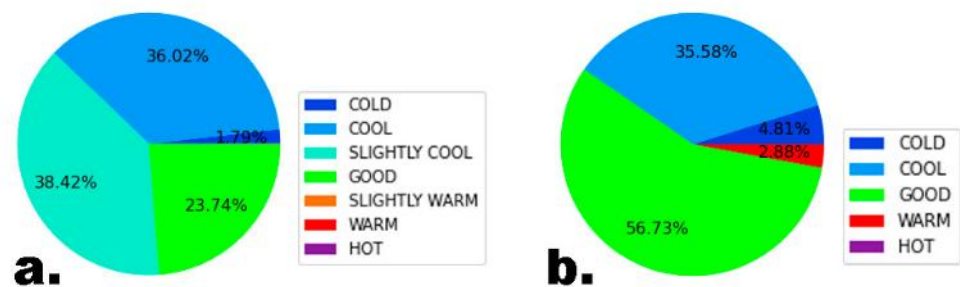 36.02%
1.79%
38.42%
23.74%
COLD
COOL
SLIGHTLY COOL
GOOD
SLIGHTLY WARM
WARM
HOT
a.
35.58%
4.81%
2.88%
56.73%
COLD
COOL
GOOD
WARM
HOT
b.